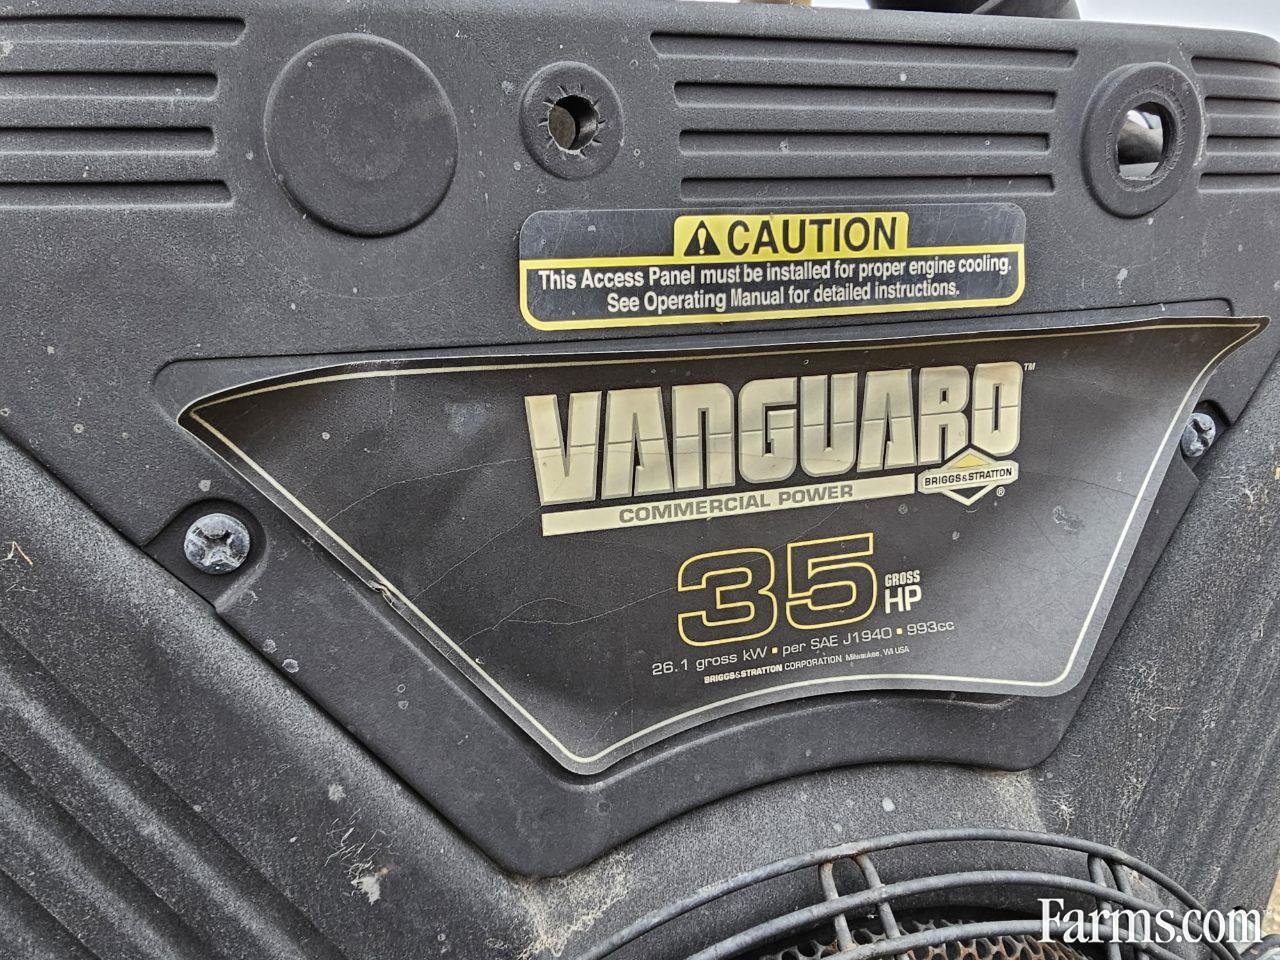 ⚠ CAUTION
This Access Panel must be installed for proper engine cooling.
See Operating Manual for detailed instructions.
VANGUARD™
BRIGGS&STRATTON®
COMMERCIAL POWER
35 GROSS HP
26.1 gross kW ▪ per SAE J1940 ▪ 993cc
BRIGGS&STRATTON CORPORATION Milwaukee, WI USA
Farms.com